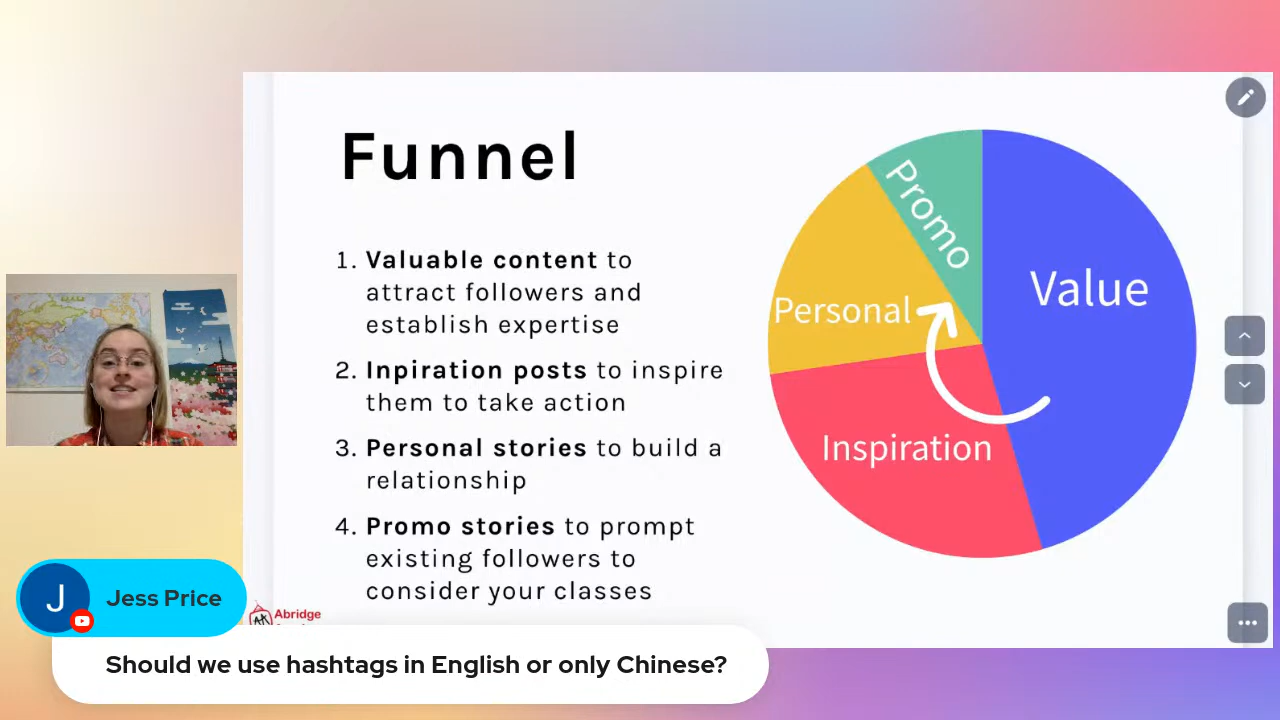 Funnel
1. Valuable content to
attract followers and
establish expertise
2. Inpiration posts to inspire
them to take action
3. Personal stories to build a
relationship
4. Promo stories to prompt
existing followers to
consider your classes
Promo
Value
Personal
Inspiration
Abridge
J
Jess Price
Should we use hashtags in English or only Chinese?